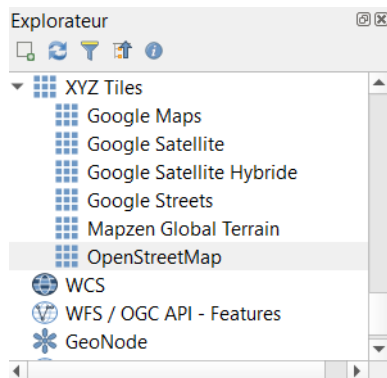 Explorateur
XYZ Tiles
Google Maps
Google Satellite
Google Satellite Hybride
Google Streets
Mapzen Global Terrain
OpenStreetMap
WCS
WFS / OGC API - Features
GeoNode